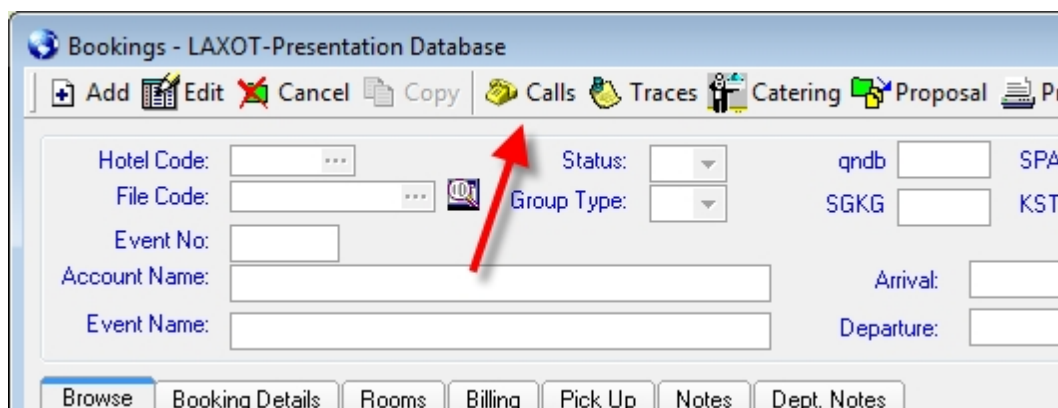 Bookings - LAXOT-Presentation Database
Add Edit Cancel Copy Calls Traces Catering Proposal
Hotel Code: Status: qndb SPA
File Code: Group Type: SGKG KST
Event No:
Account Name: Arrival:
Event Name: Departure:
Browse Booking Details Rooms Billing Pick Up Notes Dept. Notes